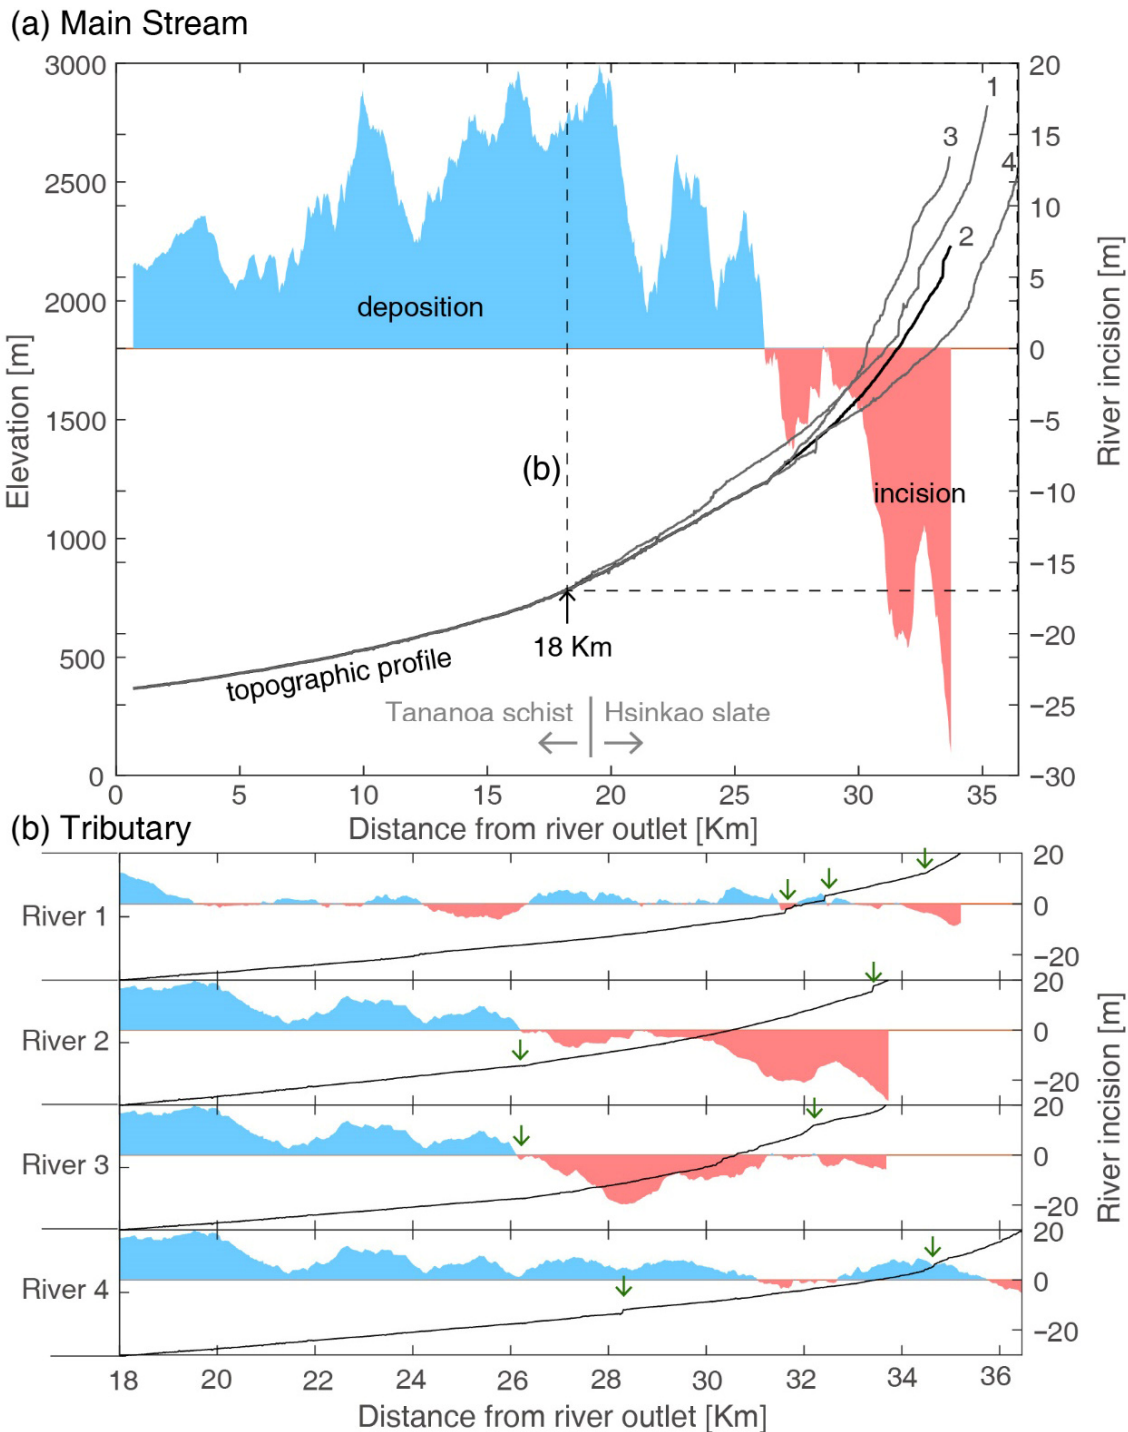 (a) Main Stream
3000
2500
2000
1500
1000
500
0
Elevation [m]
20
15
10
5
0
−5
−10
−15
−20
−25
−30
River incision [m]
1
3
4
2
deposition
incision
(b)
18 Km
topographic profile
Tananoa schist
Hsinkao slate
0 5 10 15 20 25 30 35
Distance from river outlet [Km]
(b) Tributary
River 1
20
0
−20
River 2
20
0
−20
River 3
20
0
−20
River 4
20
0
−20
River incision [m]
18 20 22 24 26 28 30 32 34 36
Distance from river outlet [Km]